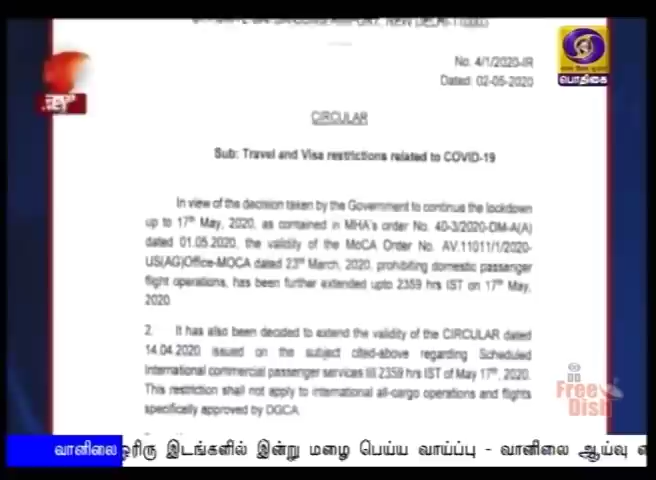 No. 4/1/2020-IR
Dated: 02-05-2020
பொதிகை
CIRCULAR
Sub: Travel and Visa restrictions related to COVID-19
In view of the decision taken by the Government to continue the lockdown
up to 17th May, 2020, as contained in MHA's order No. 40-3/2020-DM-A(A)
dated 01.05.2020, the validity of the MoCA Order No. AV.11011/1/2020-
US(AG)Office-MOCA dated 23rd March, 2020, prohibiting domestic passenger
flight operations, has been further extended upto 2359 hrs IST on 17th May,
2020.
2. It has also been decided to extend the validity of the CIRCULAR dated
14.04.2020 issued on the subject cited-above regarding Scheduled
International commercial passenger services till 2359 hrs IST of May 17th, 2020.
This restriction shall not apply to international all-cargo operations and flights
specifically approved by DGCA.
Free
Dish
வானிலை ஓரிரு இடங்களில் இன்று மழை பெய்ய வாய்ப்பு - வானிலை ஆய்வு